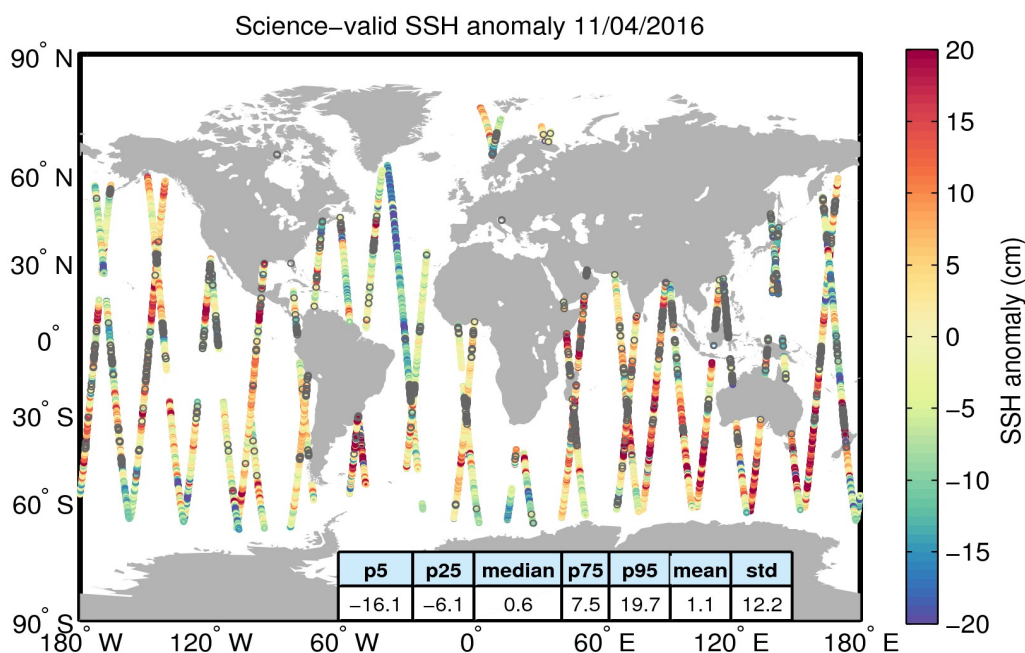 Science−valid SSH anomaly 11/04/2016
90° N
60° N
30° N
0°
30° S
60° S
90° S
180° W
120° W
60° W
0°
60° E
120° E
180° E
p5 p25 median p75 p95 mean std
−16.1 −6.1 0.6 7.5 19.7 1.1 12.2
20
15
10
5
0
−5
−10
−15
−20
SSH anomaly (cm)